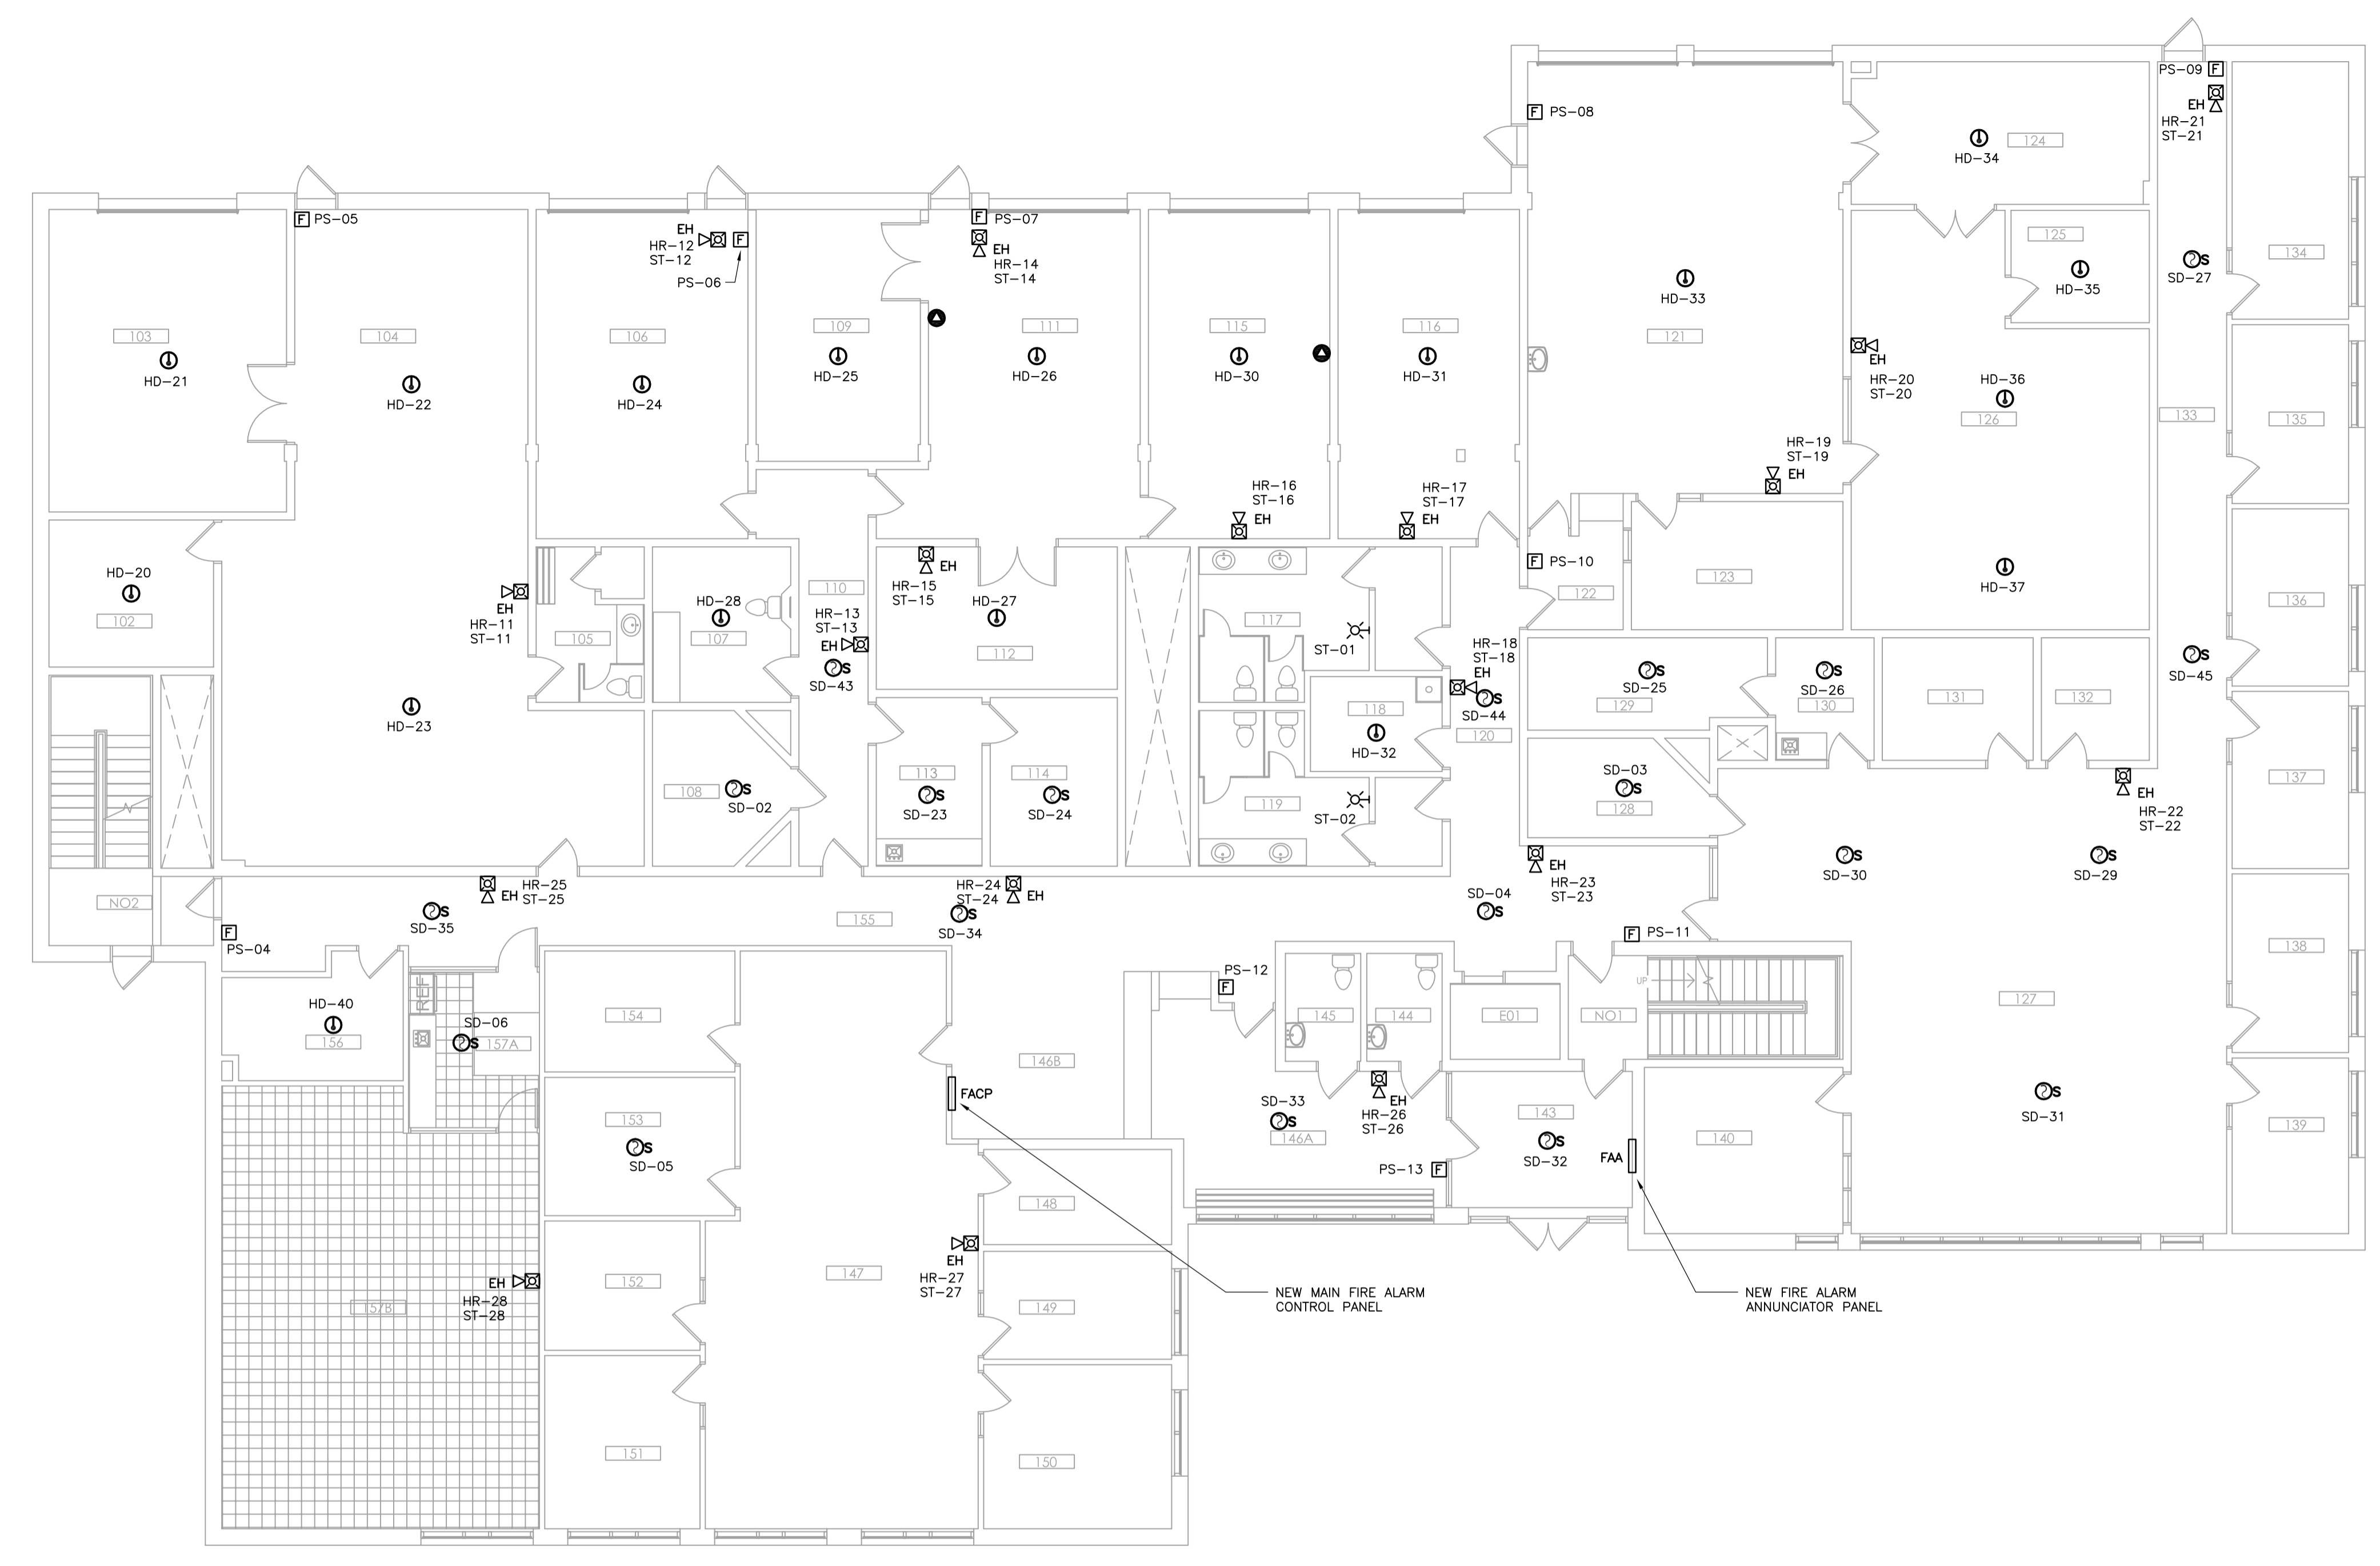 PS-09 F
EH
HR-21
ST-21
F PS-08
HD-34
124
F PS-05
EH
HR-12
ST-12
F
PS-06
F PS-07
EH
HR-14
ST-14
125
HD-35
134
S
SD-27
HD-33
121
103
HD-21
104
HD-22
106
HD-24
109
HD-25
111
HD-26
115
HD-30
116
HD-31
EH
HR-20
ST-20
HD-36
126
133
135
HR-19
ST-19
EH
HR-16
ST-16
EH
HR-17
ST-17
EH
F PS-10
HD-37
HD-20
102
EH
HR-11
ST-11
105
HD-28
107
110
HR-13
ST-13
EH
S
SD-43
EH
HR-15
ST-15
HD-27
112
117
ST-01
122
123
136
HR-18
ST-18
EH
S
SD-44
118
HD-32
120
S
SD-25
129
S
SD-26
130
131
132
S
SD-45
HD-23
108
S
SD-02
113
S
SD-23
114
S
SD-24
119
ST-02
SD-03
S
128
EH
HR-22
ST-22
137
NO2
F
PS-04
S
SD-35
EH
HR-25
ST-25
155
HR-24
ST-24
EH
S
SD-34
SD-04
S
EH
HR-23
ST-23
S
SD-30
S
SD-29
F PS-11
138
PS-12
F
HD-40
156
REF
SD-06
S
157A
154
146B
145
144
E01
NO1
UP
127
FACP
153
S
SD-05
SD-33
S
146A
EH
HR-26
ST-26
143
S
SD-32
PS-13 F
FAA
140
S
SD-31
139
148
147
EH
HR-27
ST-27
152
EH
HR-28
ST-28
157B
149
NEW MAIN FIRE ALARM
CONTROL PANEL
NEW FIRE ALARM
ANNUNCIATOR PANEL
151
150